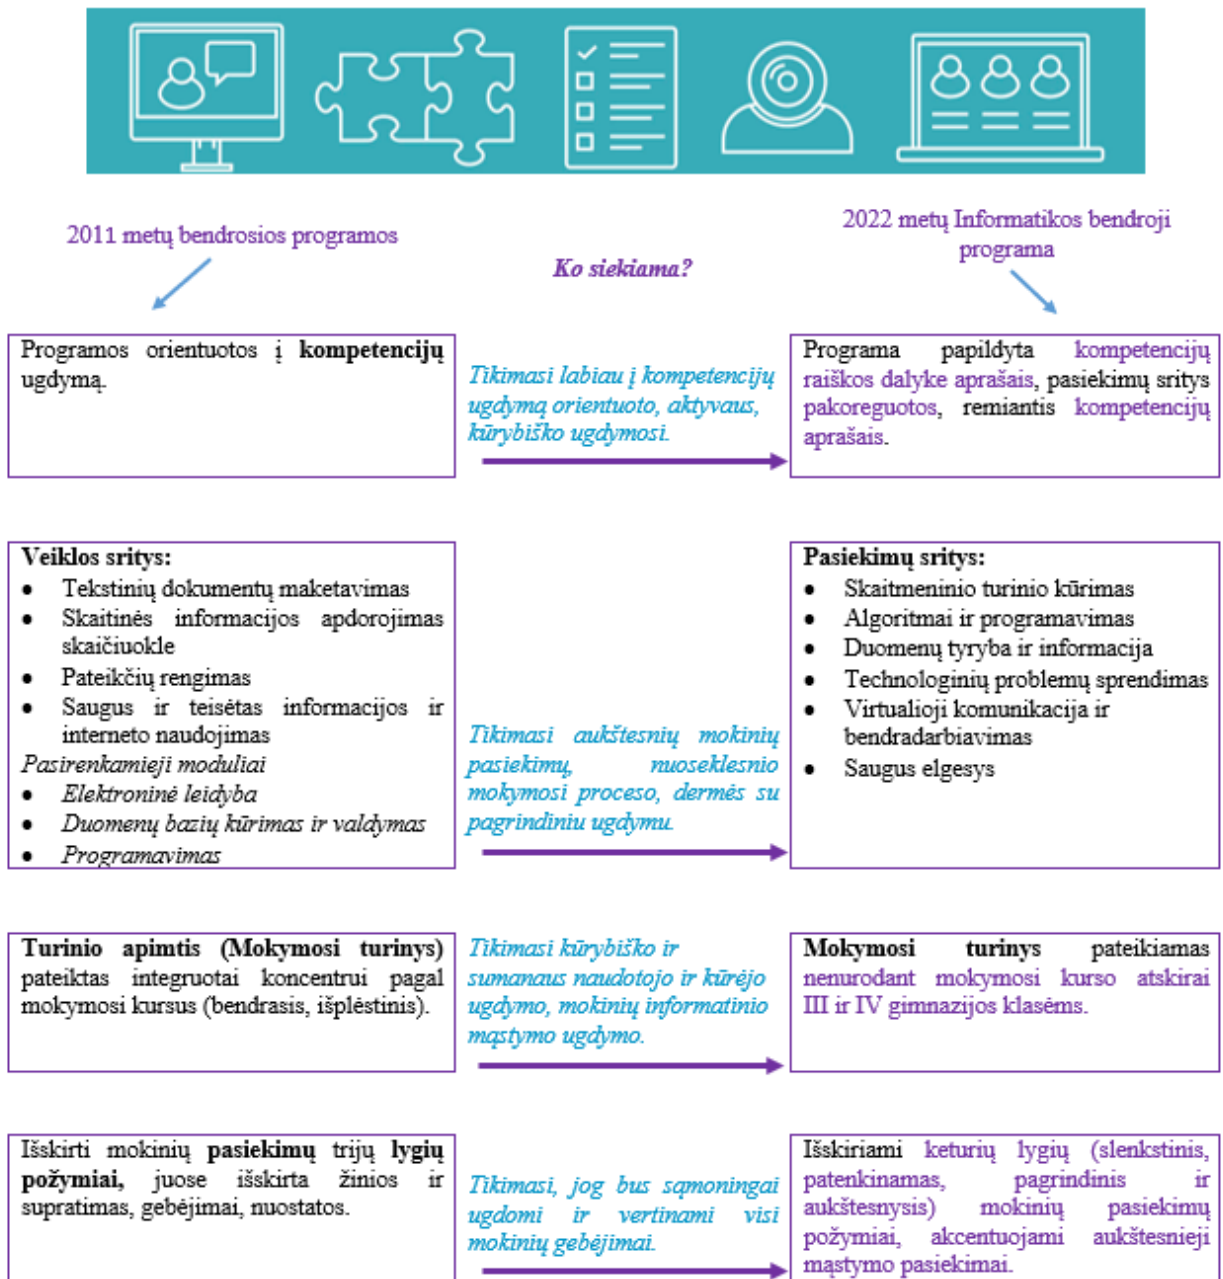 2011 metų bendrosios programos
2022 metų Informatikos bendroji
programa
Ko siekiama?
Programos orientuotos į kompetencijų
ugdymą.
Tikimasi labiau į kompetencijų
ugdymą orientuoto, aktyvaus,
kūrybiško ugdymosi.
Programa papildyta kompetencijų
raiškos dalyke aprašais, pasiekimų sritys
pakoreguotos, remiantis kompetencijų
aprašais.
Veiklos sritys:
• Tekstinių dokumentų maketavimas
• Skaitinės informacijos apdorojimas
skaičiuokle
• Pateikčių rengimas
• Saugus ir teisėtas informacijos ir
interneto naudojimas
Pasirenkamieji moduliai
• Elektroninė leidyba
• Duomenų bazių kūrimas ir valdymas
• Programavimas
Tikimasi aukštesnių mokinių
pasiekimų, nuoseklesnio
mokymosi proceso, dermės su
pagrindiniu ugdymu.
Pasiekimų sritys:
• Skaitmeninio turinio kūrimas
• Algoritmai ir programavimas
• Duomenų tyryba ir informacija
• Technologinių problemų sprendimas
• Virtualioji komunikacija ir
bendradarbiavimas
• Saugus elgesys
Turinio apimtis (Mokymosi turinys)
pateiktas integruotai koncentrui pagal
mokymosi kursus (bendrasis, išplėstinis).
Tikimasi kūrybiško ir
sumanaus naudotojo ir kūrėjo
ugdymo, mokinių informatinio
mąstymo ugdymo.
Mokymosi turinys pateikiamas
nenurodant mokymosi kurso atskirai
III ir IV gimnazijos klasėms.
Išskirti mokinių pasiekimų trijų lygių
požymiai, juose išskirta žinios ir
supratimas, gebėjimai, nuostatos.
Tikimasi, jog bus sąmoningai
ugdomi ir vertinami visi
mokinių gebėjimai.
Išskiriami keturių lygių (slenkstinis,
patenkinamas, pagrindinis ir
aukštesnysis) mokinių pasiekimų
požymiai, akcentuojami aukštesnieji
mąstymo pasiekimai.